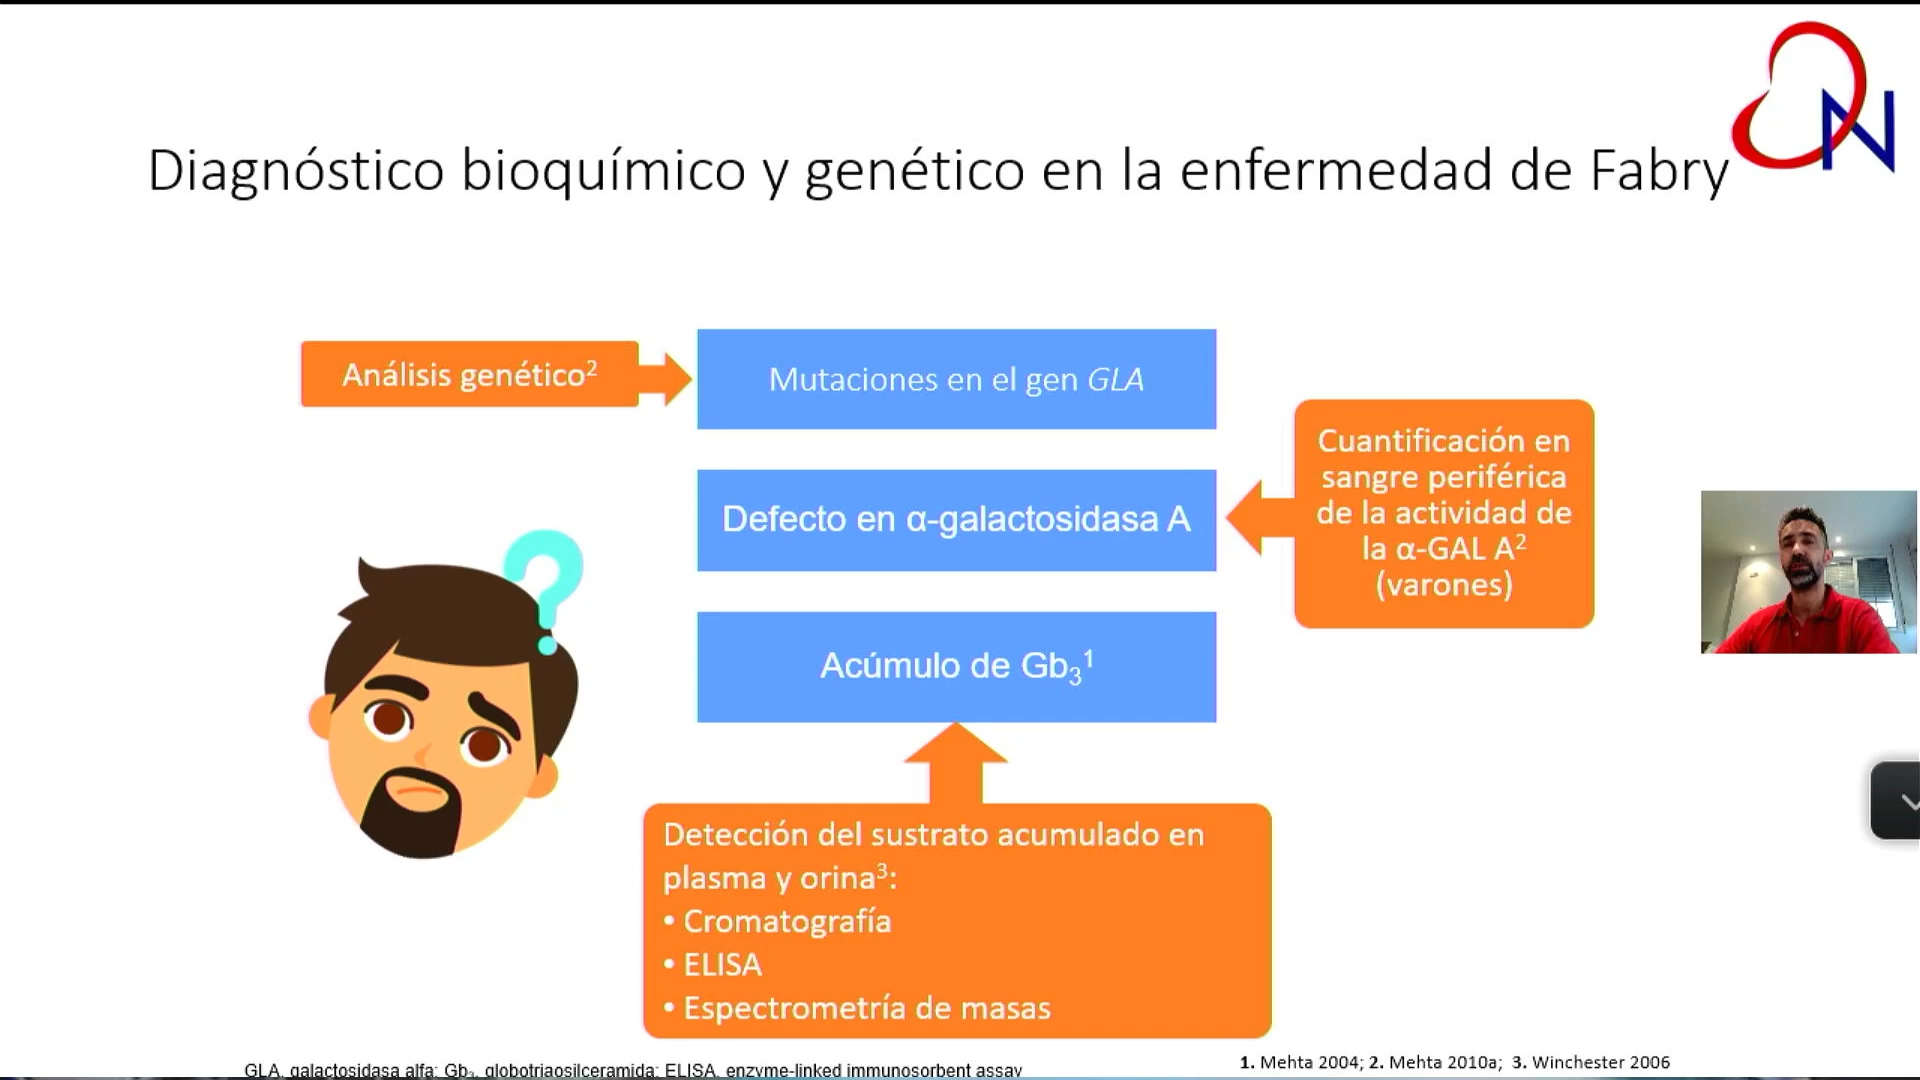 Diagnóstico bioquímico y genético en la enfermedad de Fabry
N
Análisis genético²
Mutaciones en el gen GLA
Cuantificación en
sangre periférica
de la actividad de
la α-GAL A²
(varones)
Defecto en α-galactosidasa A
?
Acúmulo de Gb₃¹
Detección del sustrato acumulado en
plasma y orina³:
• Cromatografía
• ELISA
• Espectrometría de masas
GLA, galactosidasa alfa; Gb₃, globotriaosilceramida; ELISA, enzyme-linked immunosorbent assay
1. Mehta 2004; 2. Mehta 2010a; 3. Winchester 2006